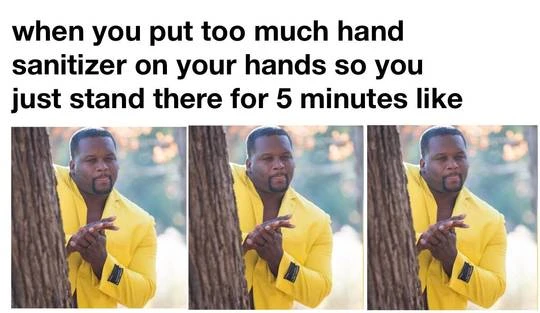 when you put too much hand
sanitizer on your hands so you
just stand there for 5 minutes like